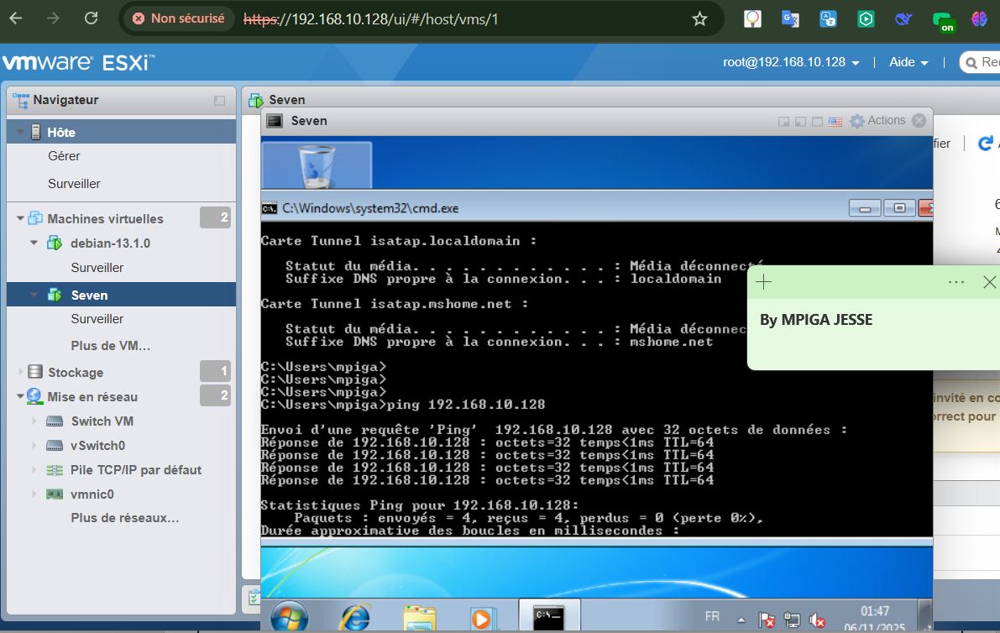 Non sécurisé
https://192.168.10.128/ui/#/host/vms/1
on
vmware ESXi™
root@192.168.10.128
Aide
Navigateur
Hôte
Gérer
Surveiller
Machines virtuelles
2
debian-13.1.0
Surveiller
Seven
Surveiller
Plus de VM...
Stockage
1
Mise en réseau
2
Switch VM
vSwitch0
Pile TCP/IP par défaut
vmnic0
Plus de réseaux...
Seven
Seven
Actions
C:\Windows\system32\cmd.exe
Carte Tunnel isatap.localdomain :
Statut du média. . . . . . . . . . . . : Média déconnecté
Suffixe DNS propre à la connexion. . . : localdomain
Carte Tunnel isatap.mshome.net :
Statut du média. . . . . . . . . . . . : Média déconnec
Suffixe DNS propre à la connexion. . . : mshome.net
C:\Users\mpiga>
C:\Users\mpiga>
C:\Users\mpiga>
C:\Users\mpiga>ping 192.168.10.128
Envoi d'une requête 'Ping'  192.168.10.128 avec 32 octets de données :
Réponse de 192.168.10.128 : octets=32 temps<1ms TTL=64
Réponse de 192.168.10.128 : octets=32 temps<1ms TTL=64
Réponse de 192.168.10.128 : octets=32 temps<1ms TTL=64
Réponse de 192.168.10.128 : octets=32 temps<1ms TTL=64
Statistiques Ping pour 192.168.10.128:
Paquets : envoyés = 4, reçus = 4, perdus = 0 (perte 0%),
Durée approximative des boucles en millisecondes :
By MPIGA JESSE
invité en co
FR
01:47
06/11/2025